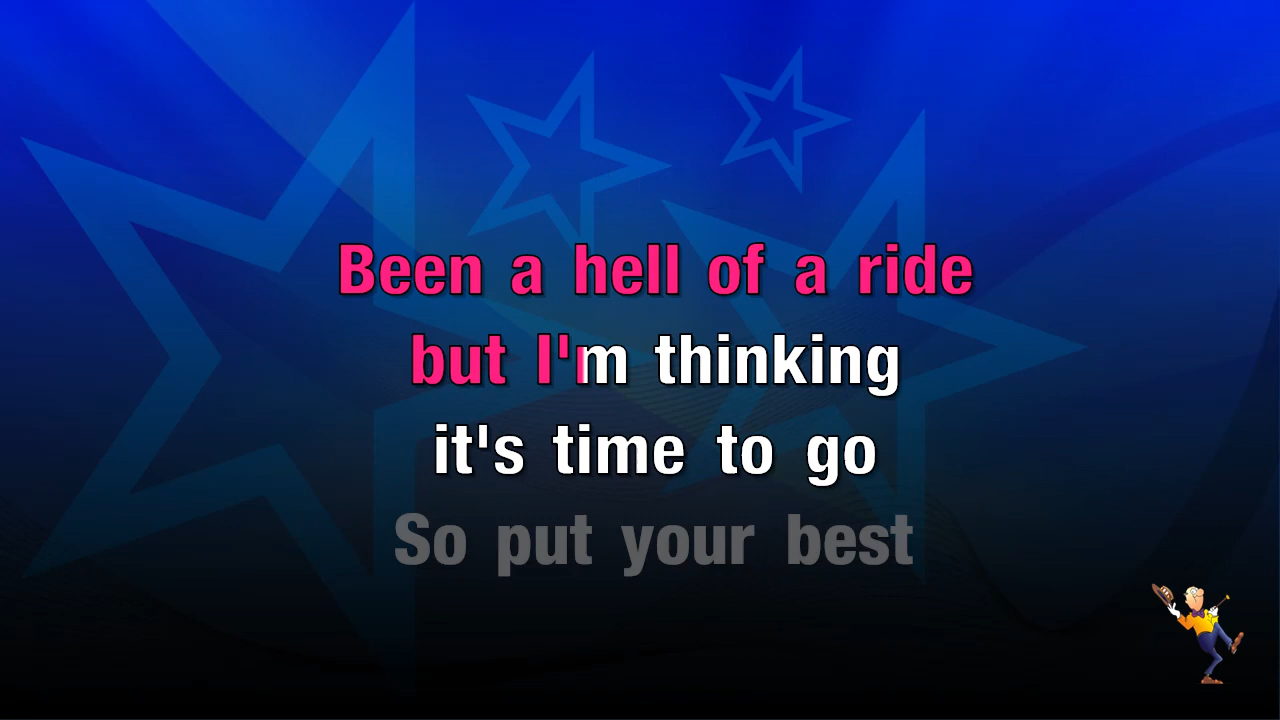 Been a hell of a ride
but I'm thinking
it's time to go
So put your best